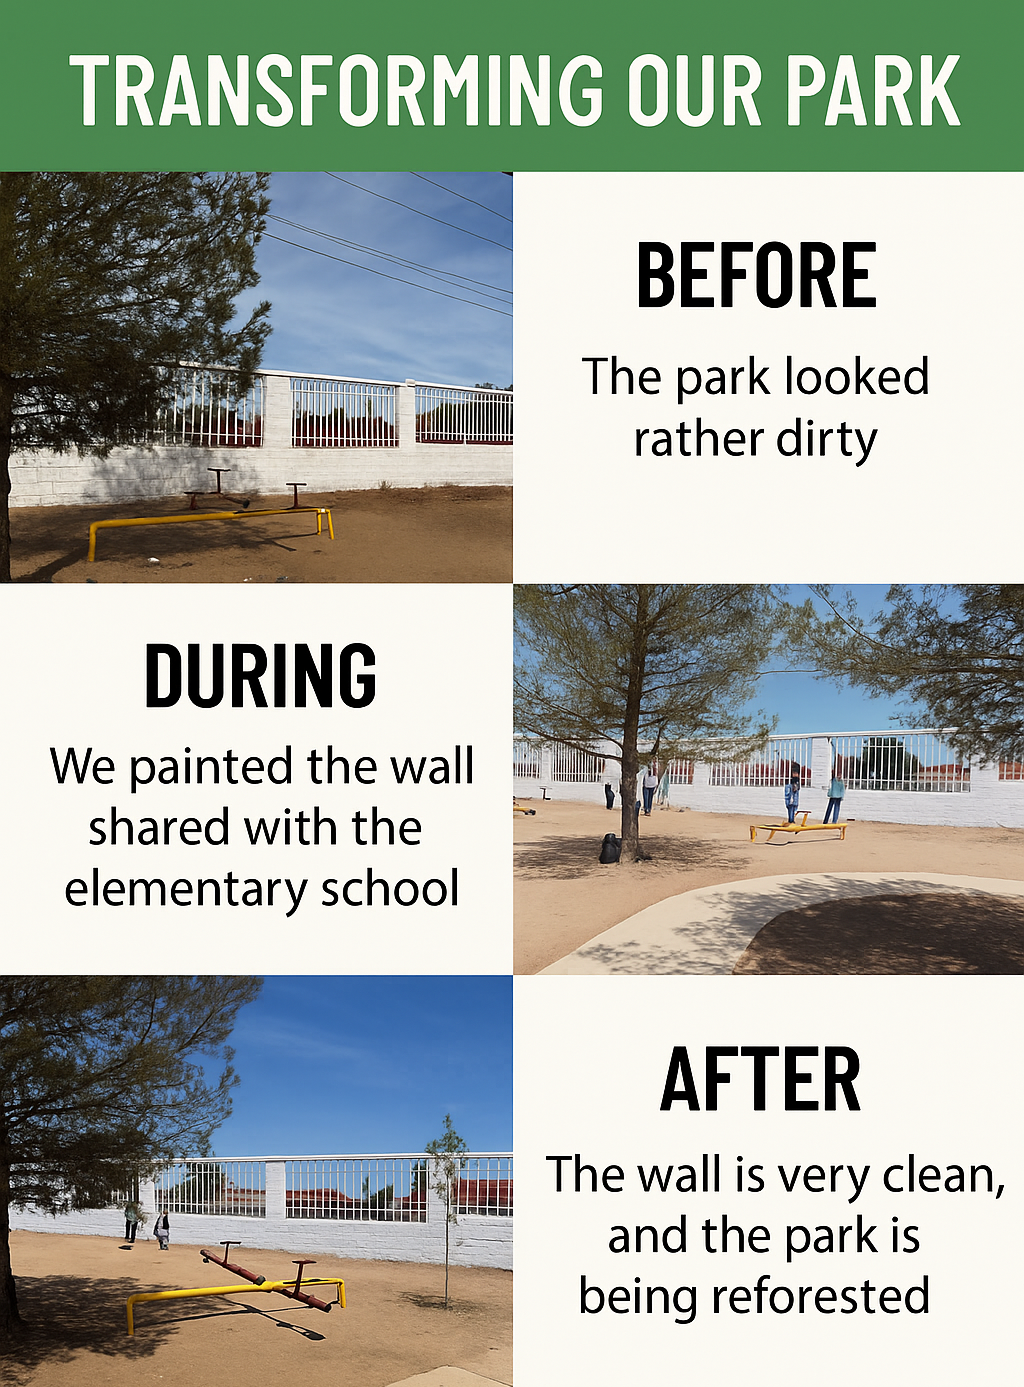 TRANSFORMING OUR PARK
BEFORE
The park looked
rather dirty
DURING
We painted the wall
shared with the
elementary school
AFTER
The wall is very clean,
and the park is
being reforested